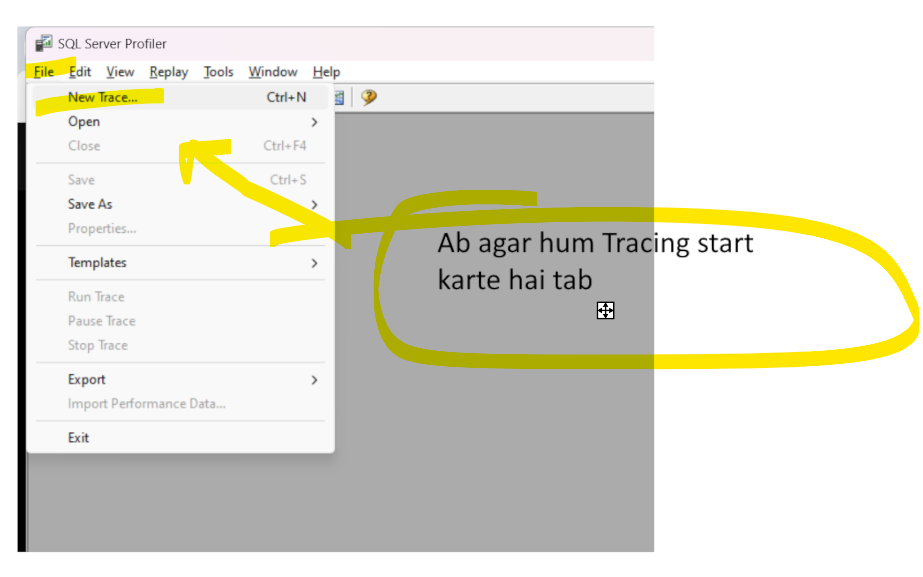 SQL Server Profiler
File Edit View Replay Tools Window Help
New Trace... Ctrl+N
Open
Close Ctrl+F4
Save Ctrl+S
Save As
Properties...
Templates
Run Trace
Pause Trace
Stop Trace
Export
Import Performance Data...
Exit
Ab agar hum Tracing start
karte hai tab